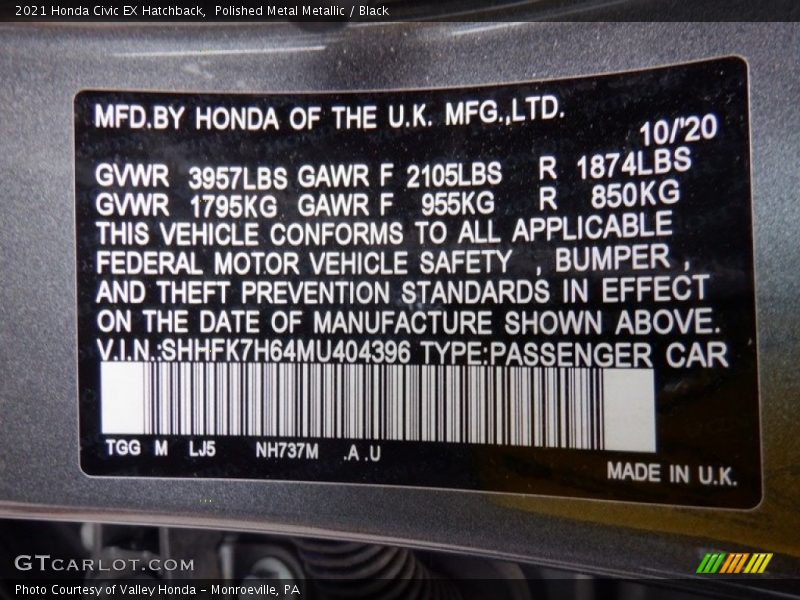 2021 Honda Civic EX Hatchback, Polished Metal Metallic / Black
MFD.BY HONDA OF THE U.K. MFG.,LTD.
10/'20
GVWR 3957LBS GAWR F 2105LBS R 1874LBS
GVWR 1795KG GAWR F 955KG R 850KG
THIS VEHICLE CONFORMS TO ALL APPLICABLE
FEDERAL MOTOR VEHICLE SAFETY , BUMPER ,
AND THEFT PREVENTION STANDARDS IN EFFECT
ON THE DATE OF MANUFACTURE SHOWN ABOVE.
V.I.N.:SHHFK7H64MU404396 TYPE:PASSENGER CAR
TGG M LJ5 NH737M .A .U
MADE IN U.K.
GTCARLOT.COM
Photo Courtesy of Valley Honda - Monroeville, PA